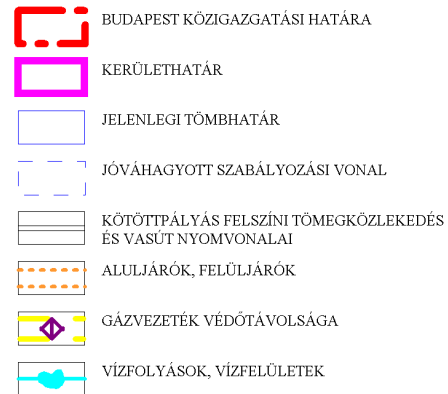 BUDAPEST KÖZIGAZGATÁSI HATÁRA
KERÜLETHATÁR
JELENLEGI TÖMBHATÁR
JÓVÁHAGYOTT SZABÁLYOZÁSI VONAL
KÖTÖTTPÁLYÁS FELSZÍNI TÖMEGKÖZLEKEDÉS
ÉS VASÚT NYOMVONALAI
ALULJÁRÓK, FELÜLJÁRÓK
GÁZVEZETÉK VÉDŐTÁVOLSÁGA
VÍZFOLYÁSOK, VÍZFELÜLETEK